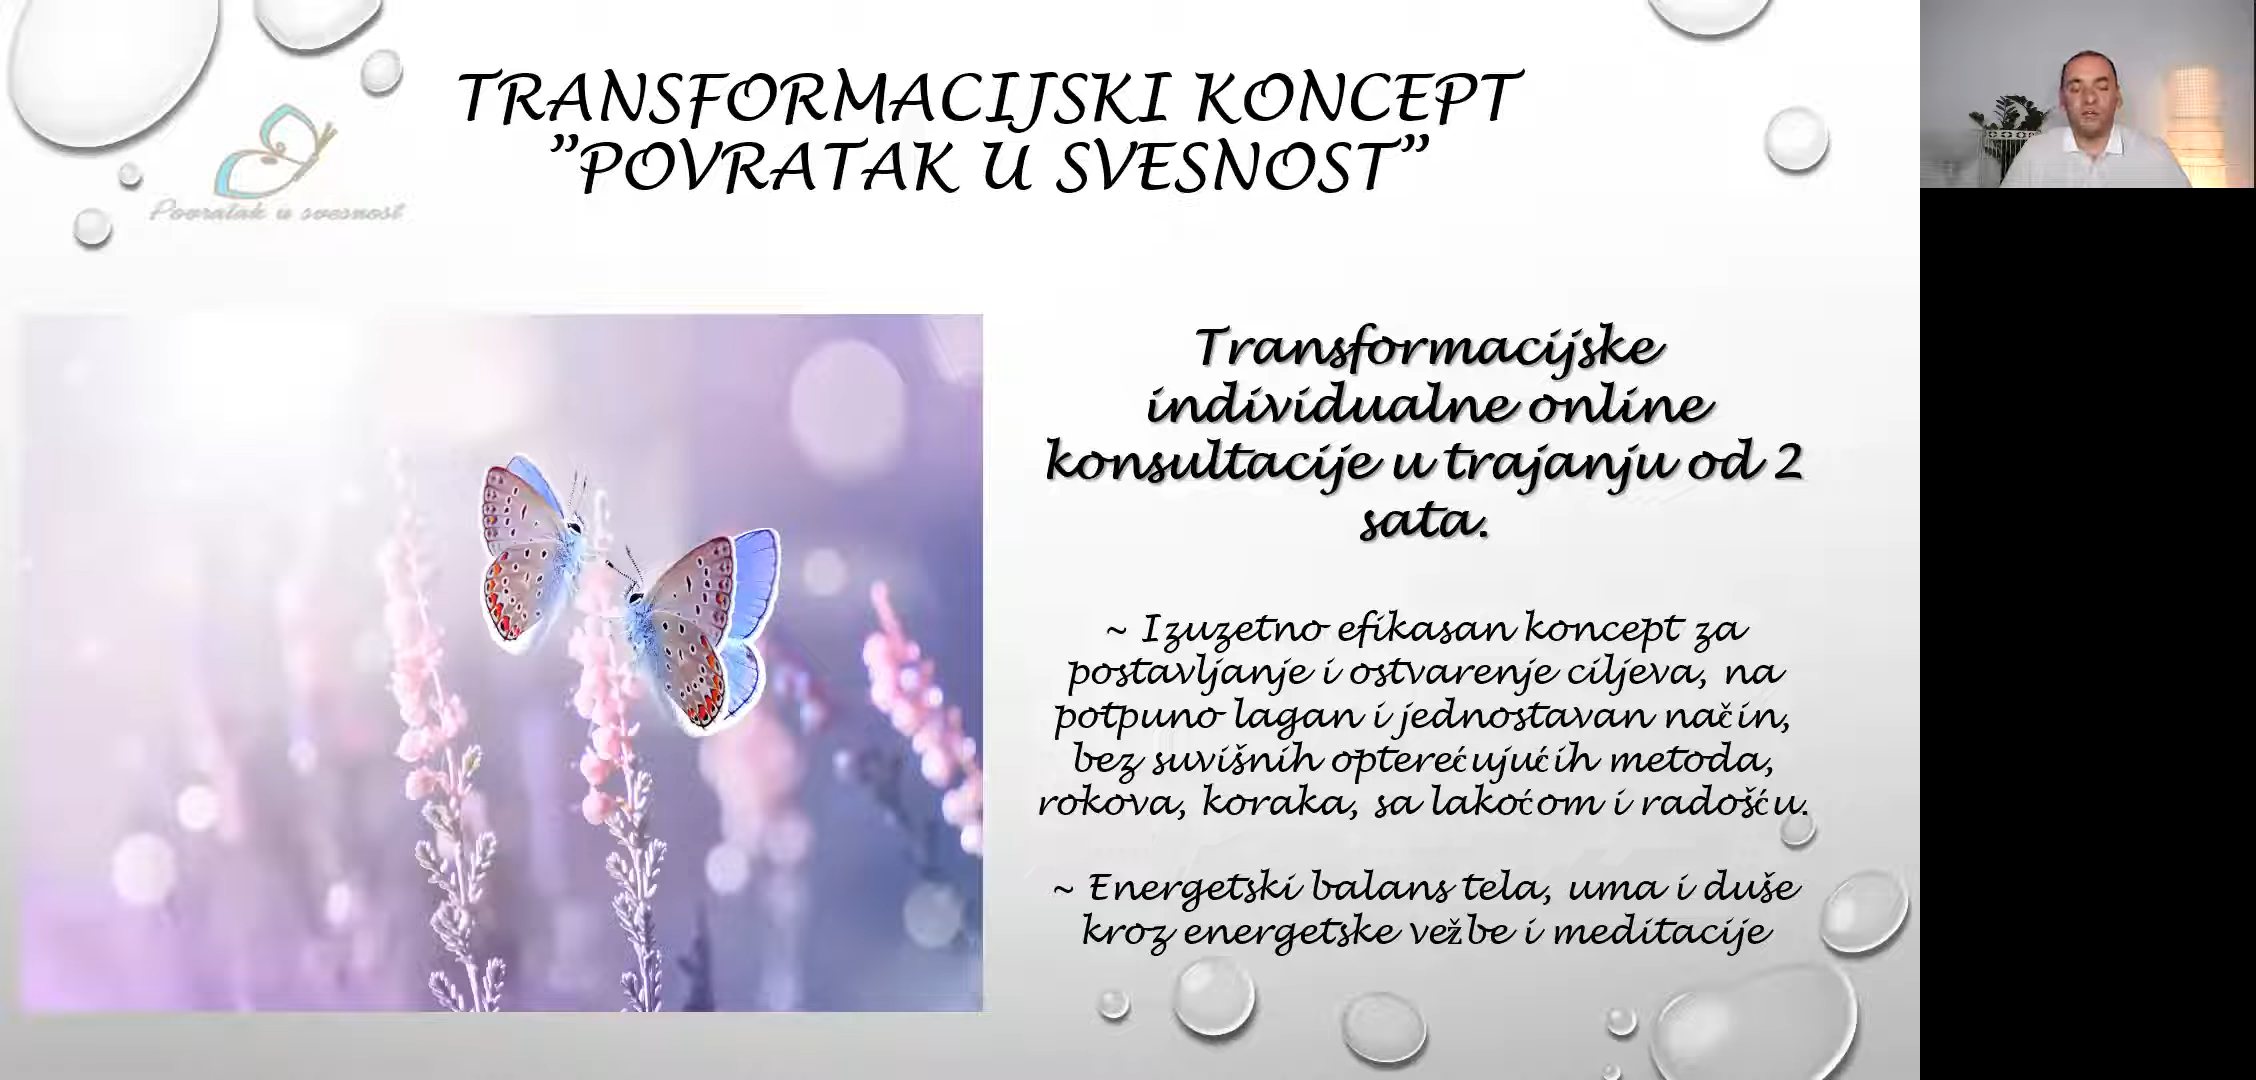 TRANSFORMACIJSKI KONCEPT
”POVRATAK U SVESNOST”
Povratak u svesnost
Transformacijske
individualne online
konsultacije u trajanju od 2
sata.
~ Izuzetno efikasan koncept za
postavljanje i ostvarenje ciljeva, na
potpuno lagan i jednostavan način,
bez suvišnih opterećujućih metoda,
rokova, koraka, sa lakoćom i radošću.
~ Energetski balans tela, uma i duše
kroz energetske vežbe i meditacije